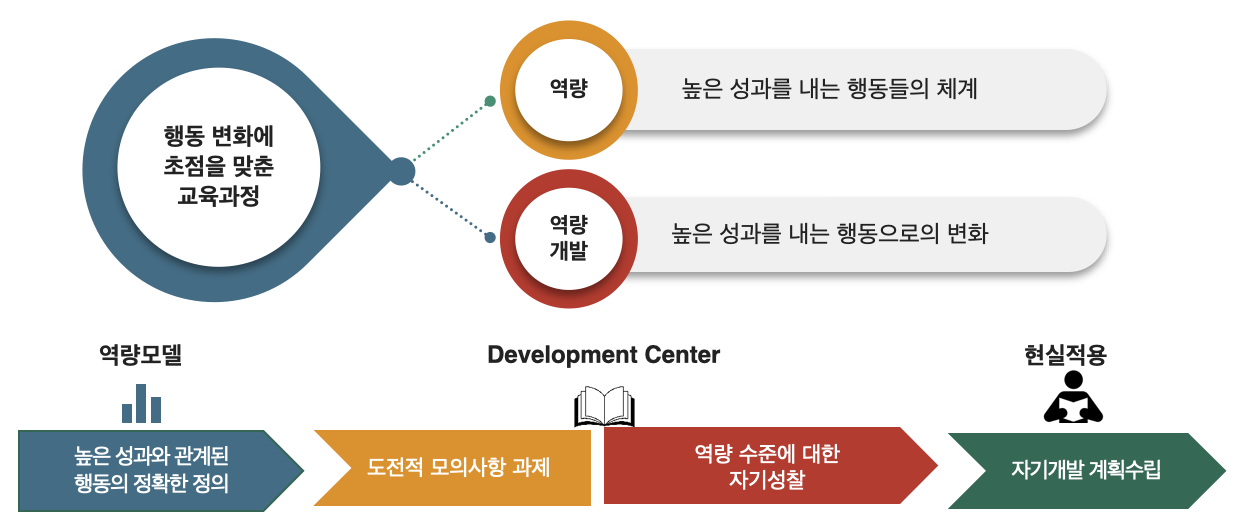 행동 변화에
초점을 맞춘
교육과정
역량
높은 성과를 내는 행동들의 체계
역량
개발
높은 성과를 내는 행동으로의 변화
역량모델
Development Center
현실적용
높은 성과와 관계된
행동의 정확한 정의
도전적 모의사항 과제
역량 수준에 대한
자기성찰
자기개발 계획수립